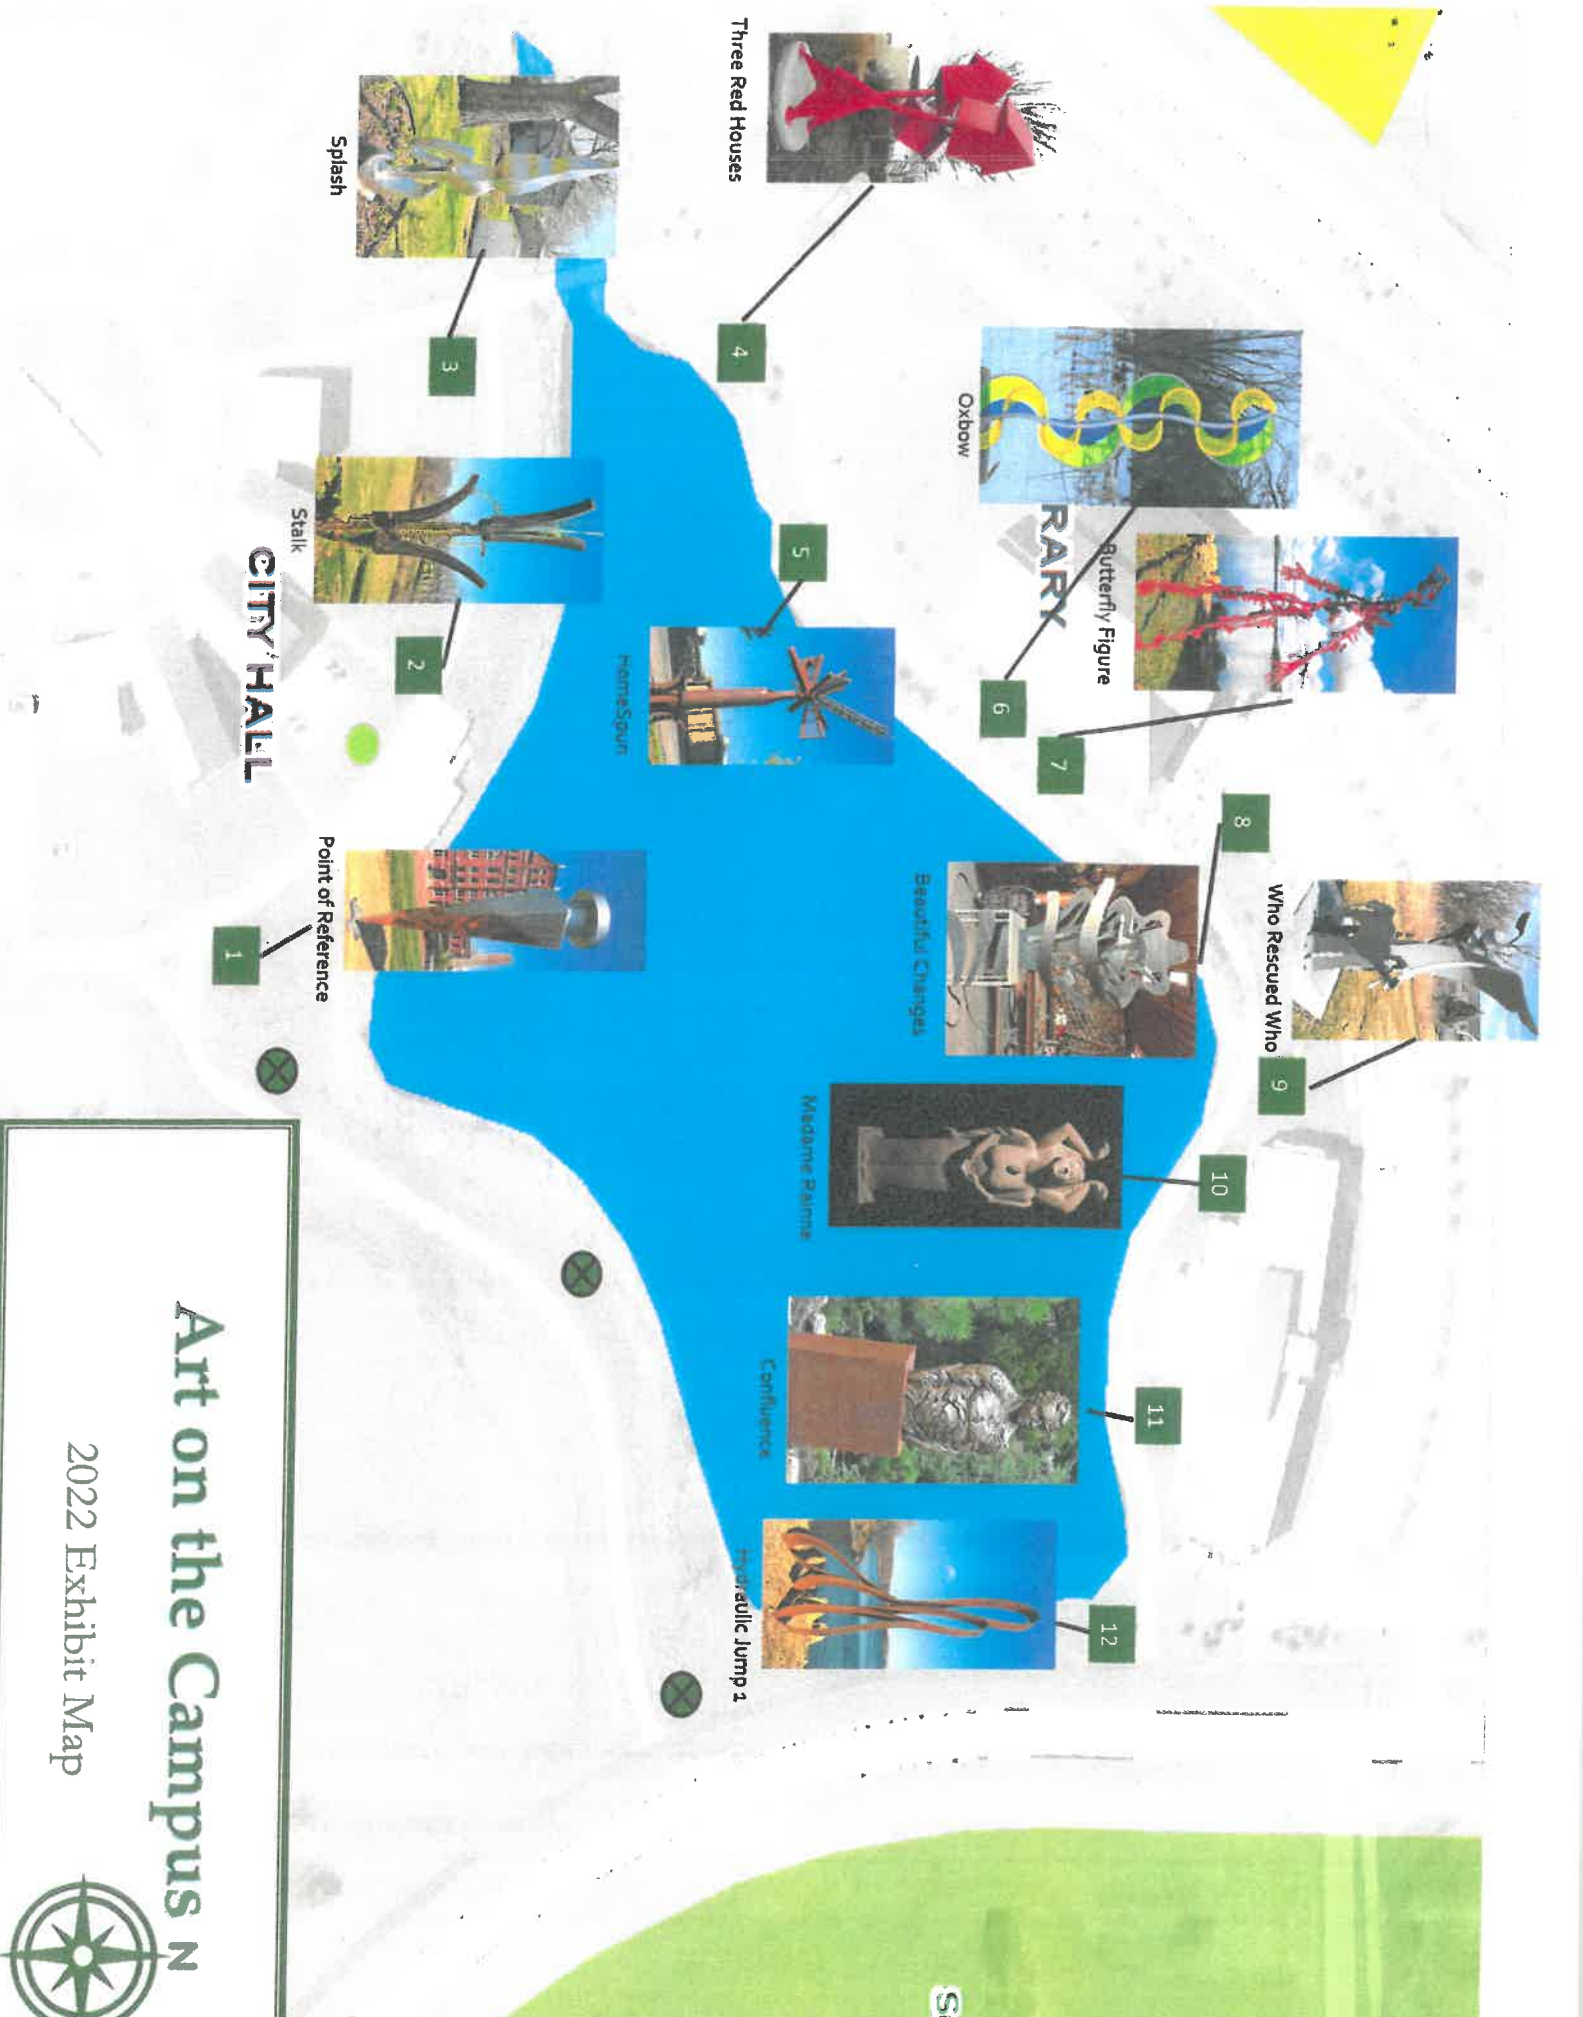 Three Red Houses
Splash
3
4
Oxbow
RARY
Butterfly Figure
Stalk
CITY HALL
2
5
HomeSpun
6
7
8
Who Rescued Who
9
Beautiful Changes
Point of Reference
1
10
11
Confluence
12
Hydraulic Jump 1
Art on the Campus
2022 Exhibit Map
N